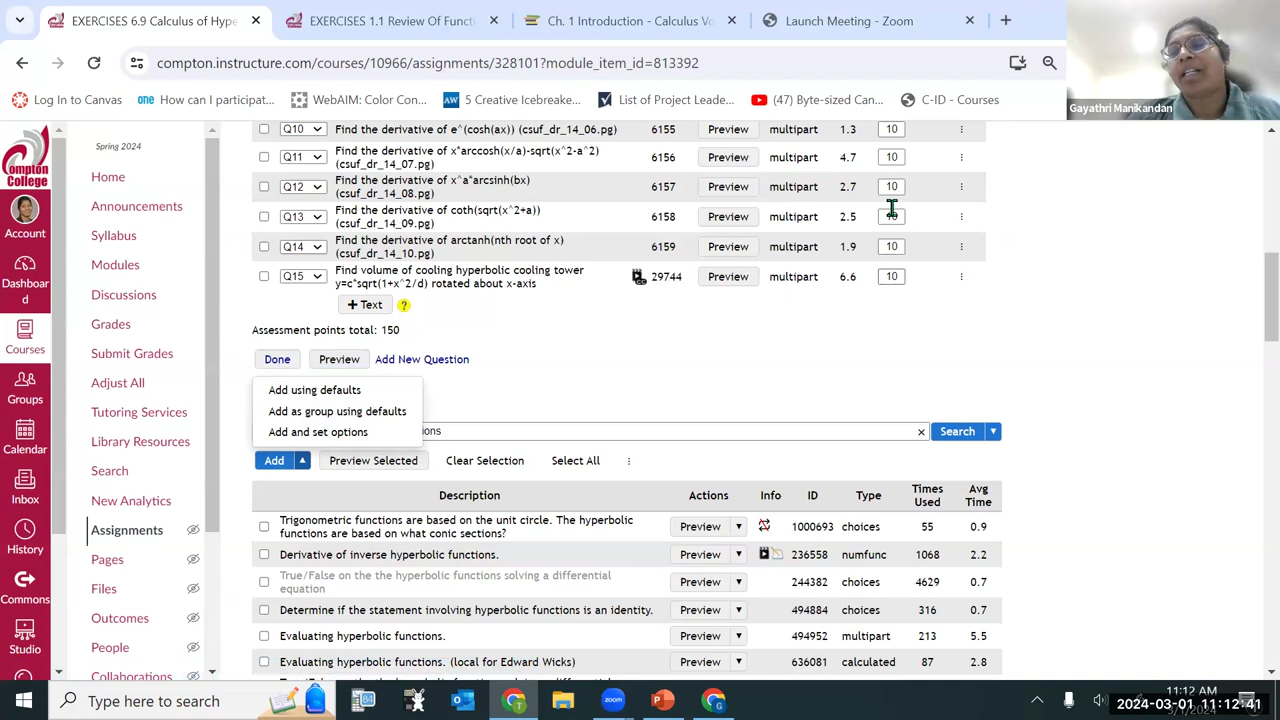 EXERCISES 6.9 Calculus of Hype
EXERCISES 1.1 Review Of Funct
Ch. 1 Introduction - Calculus Vo
Launch Meeting - Zoom
compton.instructure.com/courses/10966/assignments/328101?module_item_id=813392
Log In to Canvas
one How can I participat...
WebAIM: Color Con...
AW 5 Creative Icebreake...
List of Project Leade...
(47) Byte-sized Can...
C-ID - Courses
Gayathri Manikandan
Compton College
Account
Dashboar
d
Courses
Groups
Calendar
Inbox
History
Commons
Studio
Spring 2024
Home
Announcements
Syllabus
Modules
Discussions
Grades
Submit Grades
Adjust All
Tutoring Services
Library Resources
Search
New Analytics
Assignments
Pages
Files
Outcomes
People
Collaborations
Q10 Find the derivative of e^(cosh(ax)) (csuf_dr_14_06.pg) 6155 Preview multipart 1.3 10
Q11 Find the derivative of x*arccosh(x/a)-sqrt(x^2-a^2) 6156 Preview multipart 4.7 10
(csuf_dr_14_07.pg)
Q12 Find the derivative of x^a*arcsinh(bx) 6157 Preview multipart 2.7 10
(csuf_dr_14_08.pg)
Q13 Find the derivative of coth(sqrt(x^2+a)) 6158 Preview multipart 2.5
(csuf_dr_14_09.pg)
Q14 Find the derivative of arctanh(nth root of x) 6159 Preview multipart 1.9 10
(csuf_dr_14_10.pg)
Q15 Find volume of cooling hyperbolic cooling tower 29744 Preview multipart 6.6 10
y=c*sqrt(1+x^2/d) rotated about x-axis
+ Text ?
Assessment points total: 150
Done Preview Add New Question
Add using defaults
Add as group using defaults
Add and set options
ions × Search
Add Preview Selected Clear Selection Select All
Description Actions Info ID Type Times Used Avg Time
Trigonometric functions are based on the unit circle. The hyperbolic Preview 1000693 choices 55 0.9
functions are based on what conic sections?
Derivative of inverse hyperbolic functions. Preview 236558 numfunc 1068 2.2
True/False on the the hyperbolic functions solving a differential Preview 244382 choices 4629 0.7
equation
Determine if the statement involving hyperbolic functions is an identity. Preview 494884 choices 316 0.7
Evaluating hyperbolic functions. Preview 494952 multipart 213 5.5
Evaluating hyperbolic functions. (local for Edward Wicks) Preview 636081 calculated 87 2.8
Type here to search
11:12 AM
2024-03-01 11:12:41